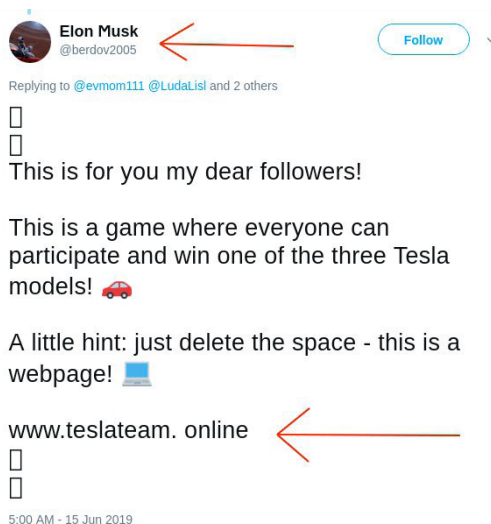 Elon Musk
@berdov2005
Follow
Replying to @evmom111 @LudaLisl and 2 others
This is for you my dear followers!
This is a game where everyone can
participate and win one of the three Tesla
models! 🚗
A little hint: just delete the space - this is a
webpage! 💻
www.teslateam. online
5:00 AM - 15 Jun 2019